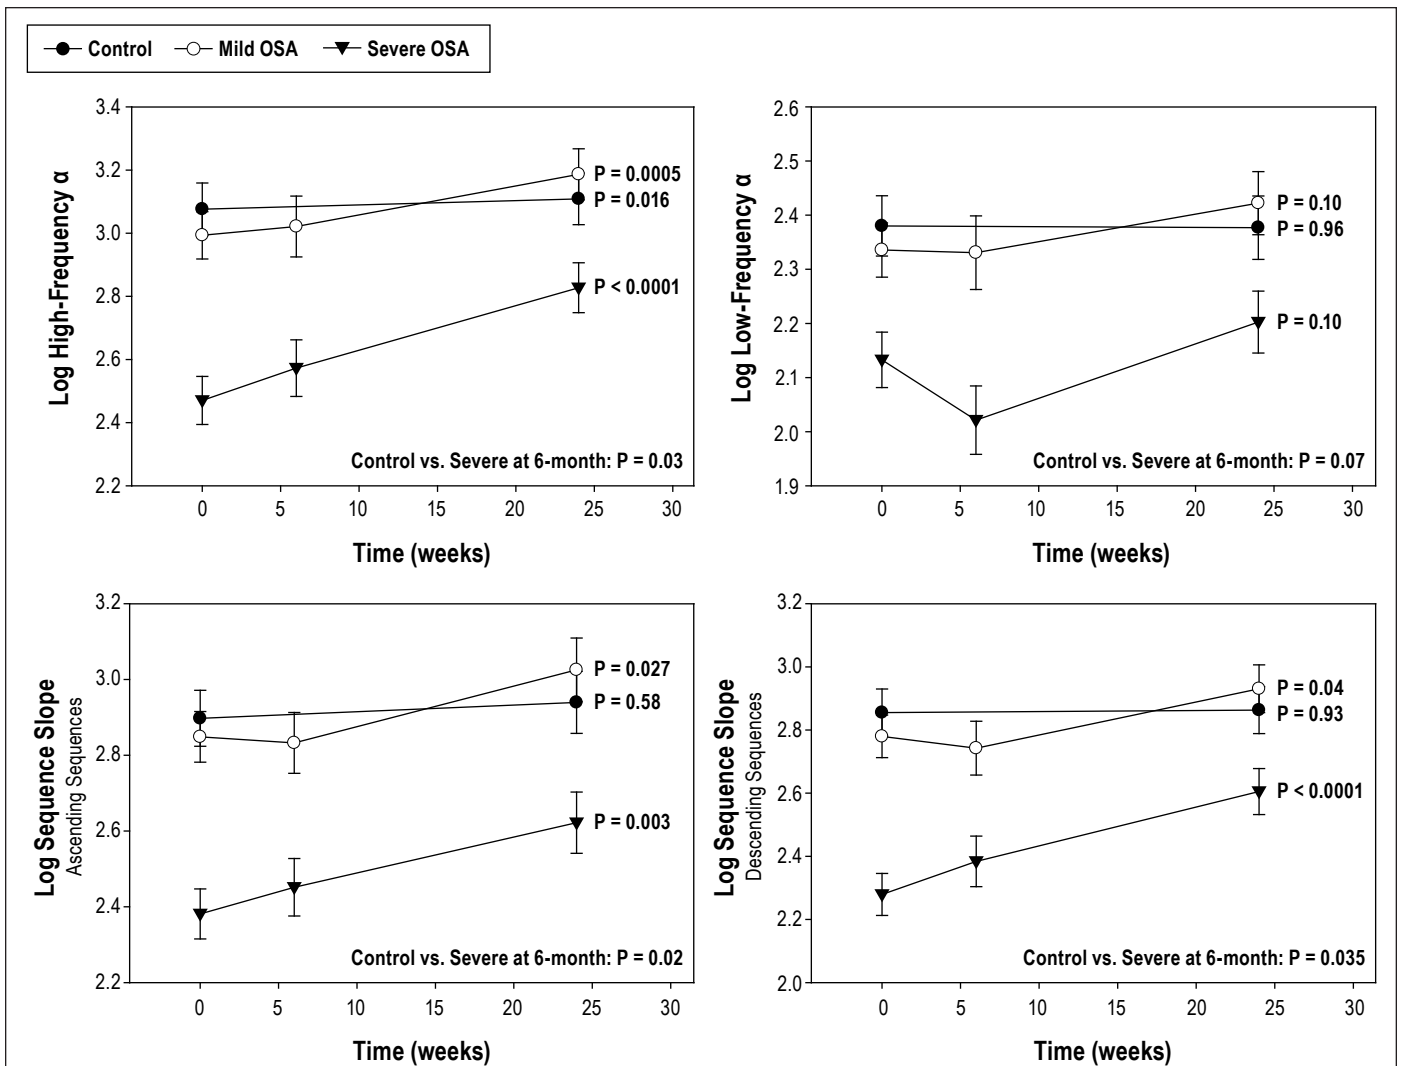 Control Mild OSA Severe OSA
3.4
3.2
3.0
2.8
2.6
2.4
2.2
Log High-Frequency α
P = 0.0005
P = 0.016
P < 0.0001
Control vs. Severe at 6-month: P = 0.03
0 5 10 15 20 25 30
Time (weeks)
2.6
2.5
2.4
2.3
2.2
2.1
2.0
1.9
Log Low-Frequency α
P = 0.10
P = 0.96
P = 0.10
Control vs. Severe at 6-month: P = 0.07
0 5 10 15 20 25 30
Time (weeks)
3.2
3.0
2.8
2.6
2.4
2.2
Log Sequence Slope
Ascending Sequences
P = 0.027
P = 0.58
P = 0.003
Control vs. Severe at 6-month: P = 0.02
0 5 10 15 20 25 30
Time (weeks)
3.2
3.0
2.8
2.6
2.4
2.2
2.0
Log Sequence Slope
Descending Sequences
P = 0.04
P = 0.93
P < 0.0001
Control vs. Severe at 6-month: P = 0.035
0 5 10 15 20 25 30
Time (weeks)